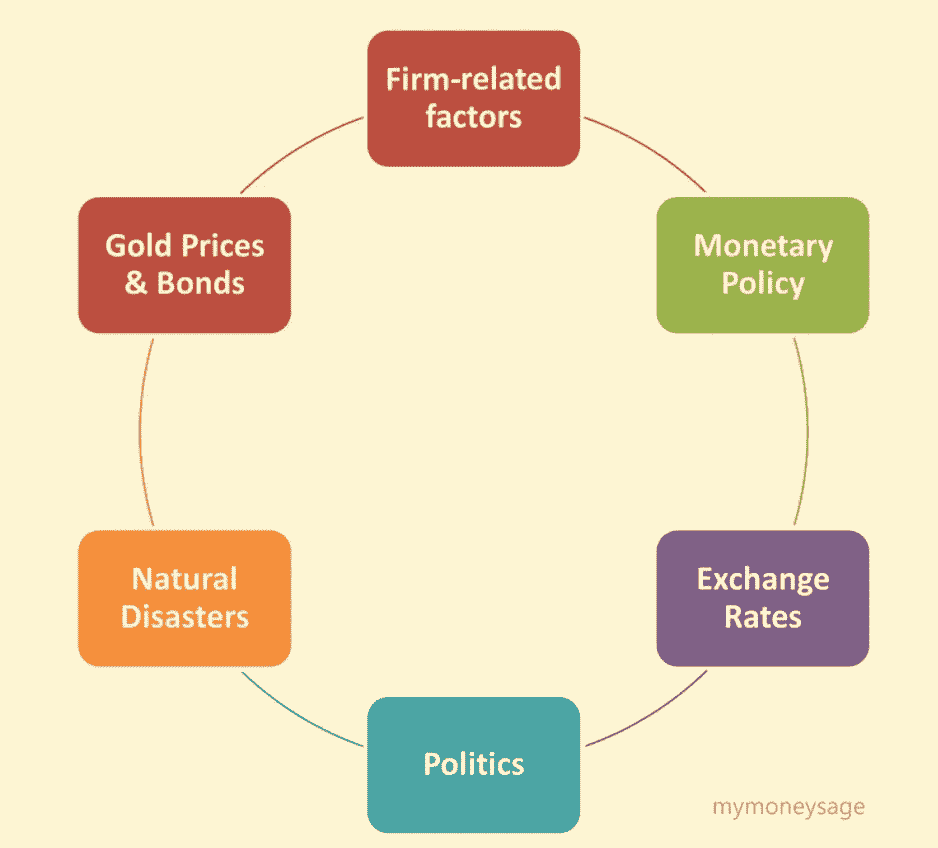 Firm-related
factors
Gold Prices
& Bonds
Monetary
Policy
Natural
Disasters
Exchange
Rates
Politics
mymoneysage